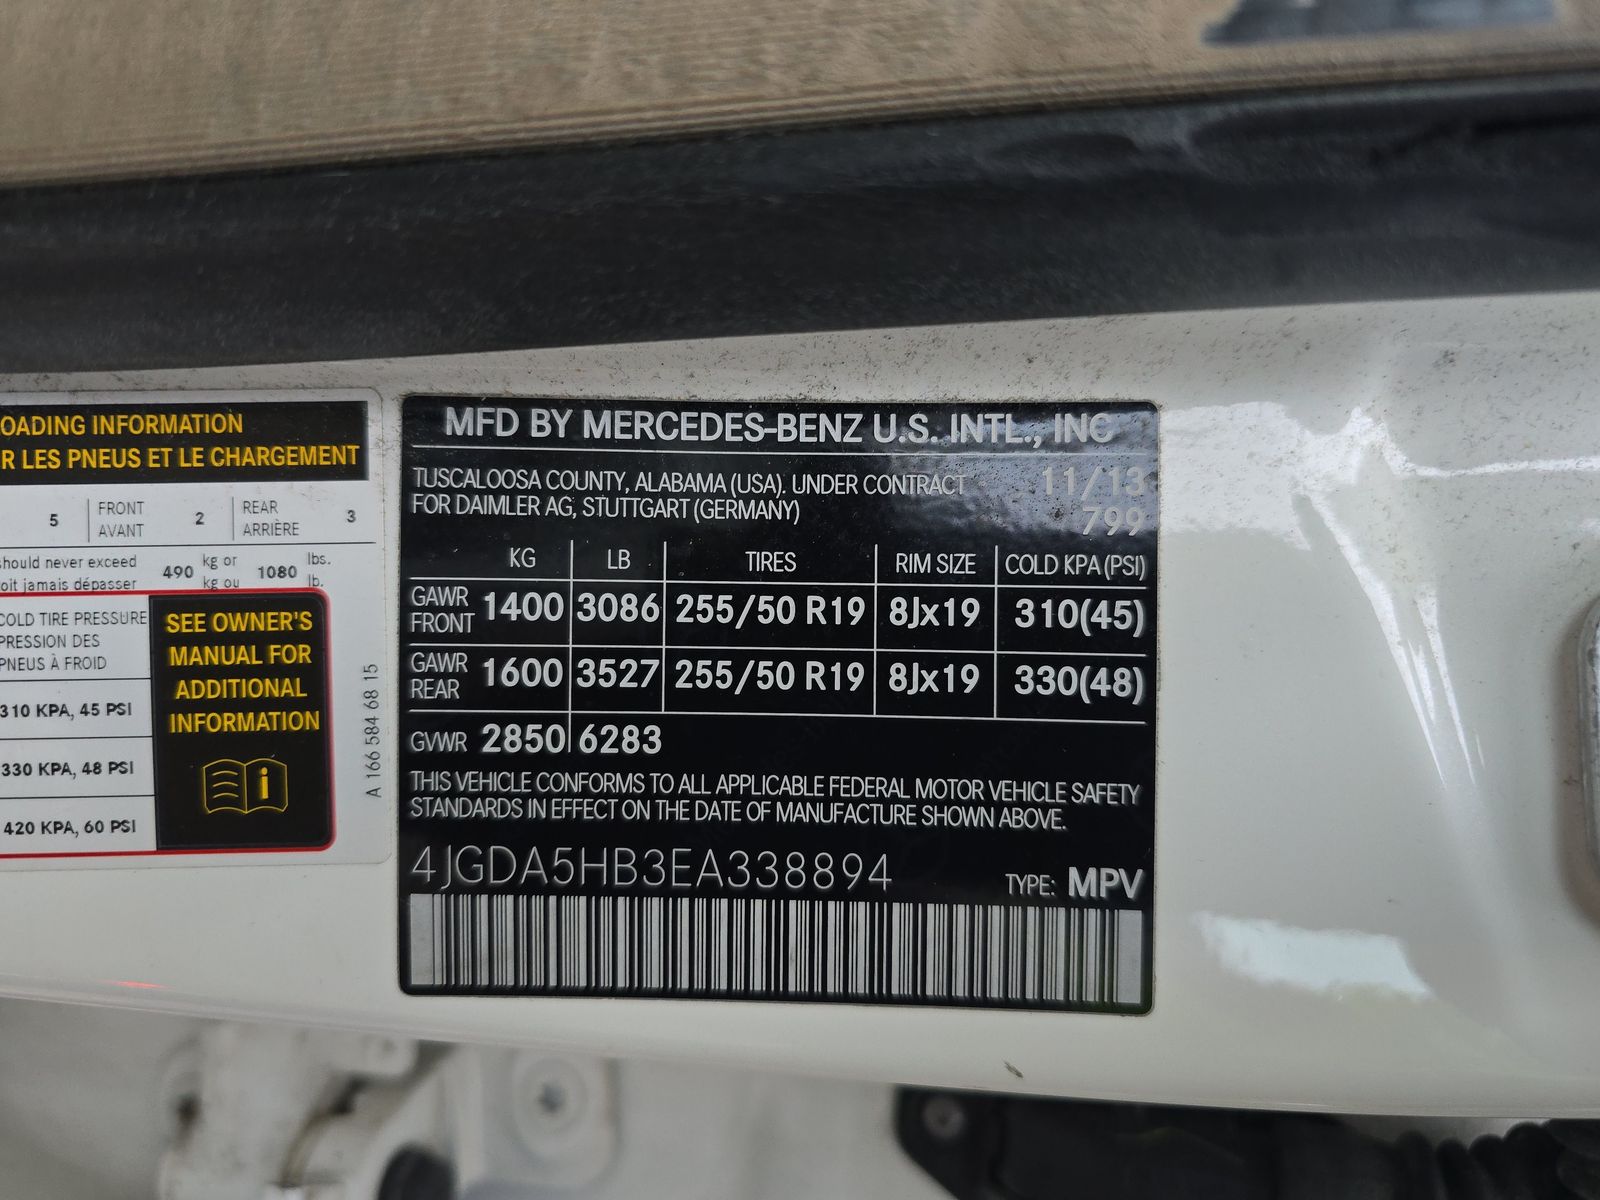 OADING INFORMATION
R LES PNEUS ET LE CHARGEMENT
5 FRONT AVANT 2 REAR ARRIÈRE 3
hould never exceed 490 kg or 1080 lbs.
oit jamais dépasser kg ou lb.
COLD TIRE PRESSURE
PRESSION DES
PNEUS À FROID
310 KPA, 45 PSI
330 KPA, 48 PSI
420 KPA, 60 PSI
SEE OWNER'S
MANUAL FOR
ADDITIONAL
INFORMATION
A 166 584 68 15
MFD BY MERCEDES-BENZ U.S. INTL., INC
TUSCALOOSA COUNTY, ALABAMA (USA). UNDER CONTRACT 11/13
FOR DAIMLER AG, STUTTGART (GERMANY) 799
KG LB TIRES RIM SIZE COLD KPA (PSI)
GAWR FRONT 1400 3086 255/50 R19 8Jx19 310(45)
GAWR REAR 1600 3527 255/50 R19 8Jx19 330(48)
GVWR 2850 6283
THIS VEHICLE CONFORMS TO ALL APPLICABLE FEDERAL MOTOR VEHICLE SAFETY
STANDARDS IN EFFECT ON THE DATE OF MANUFACTURE SHOWN ABOVE.
4JGDA5HB3EA338894 TYPE: MPV